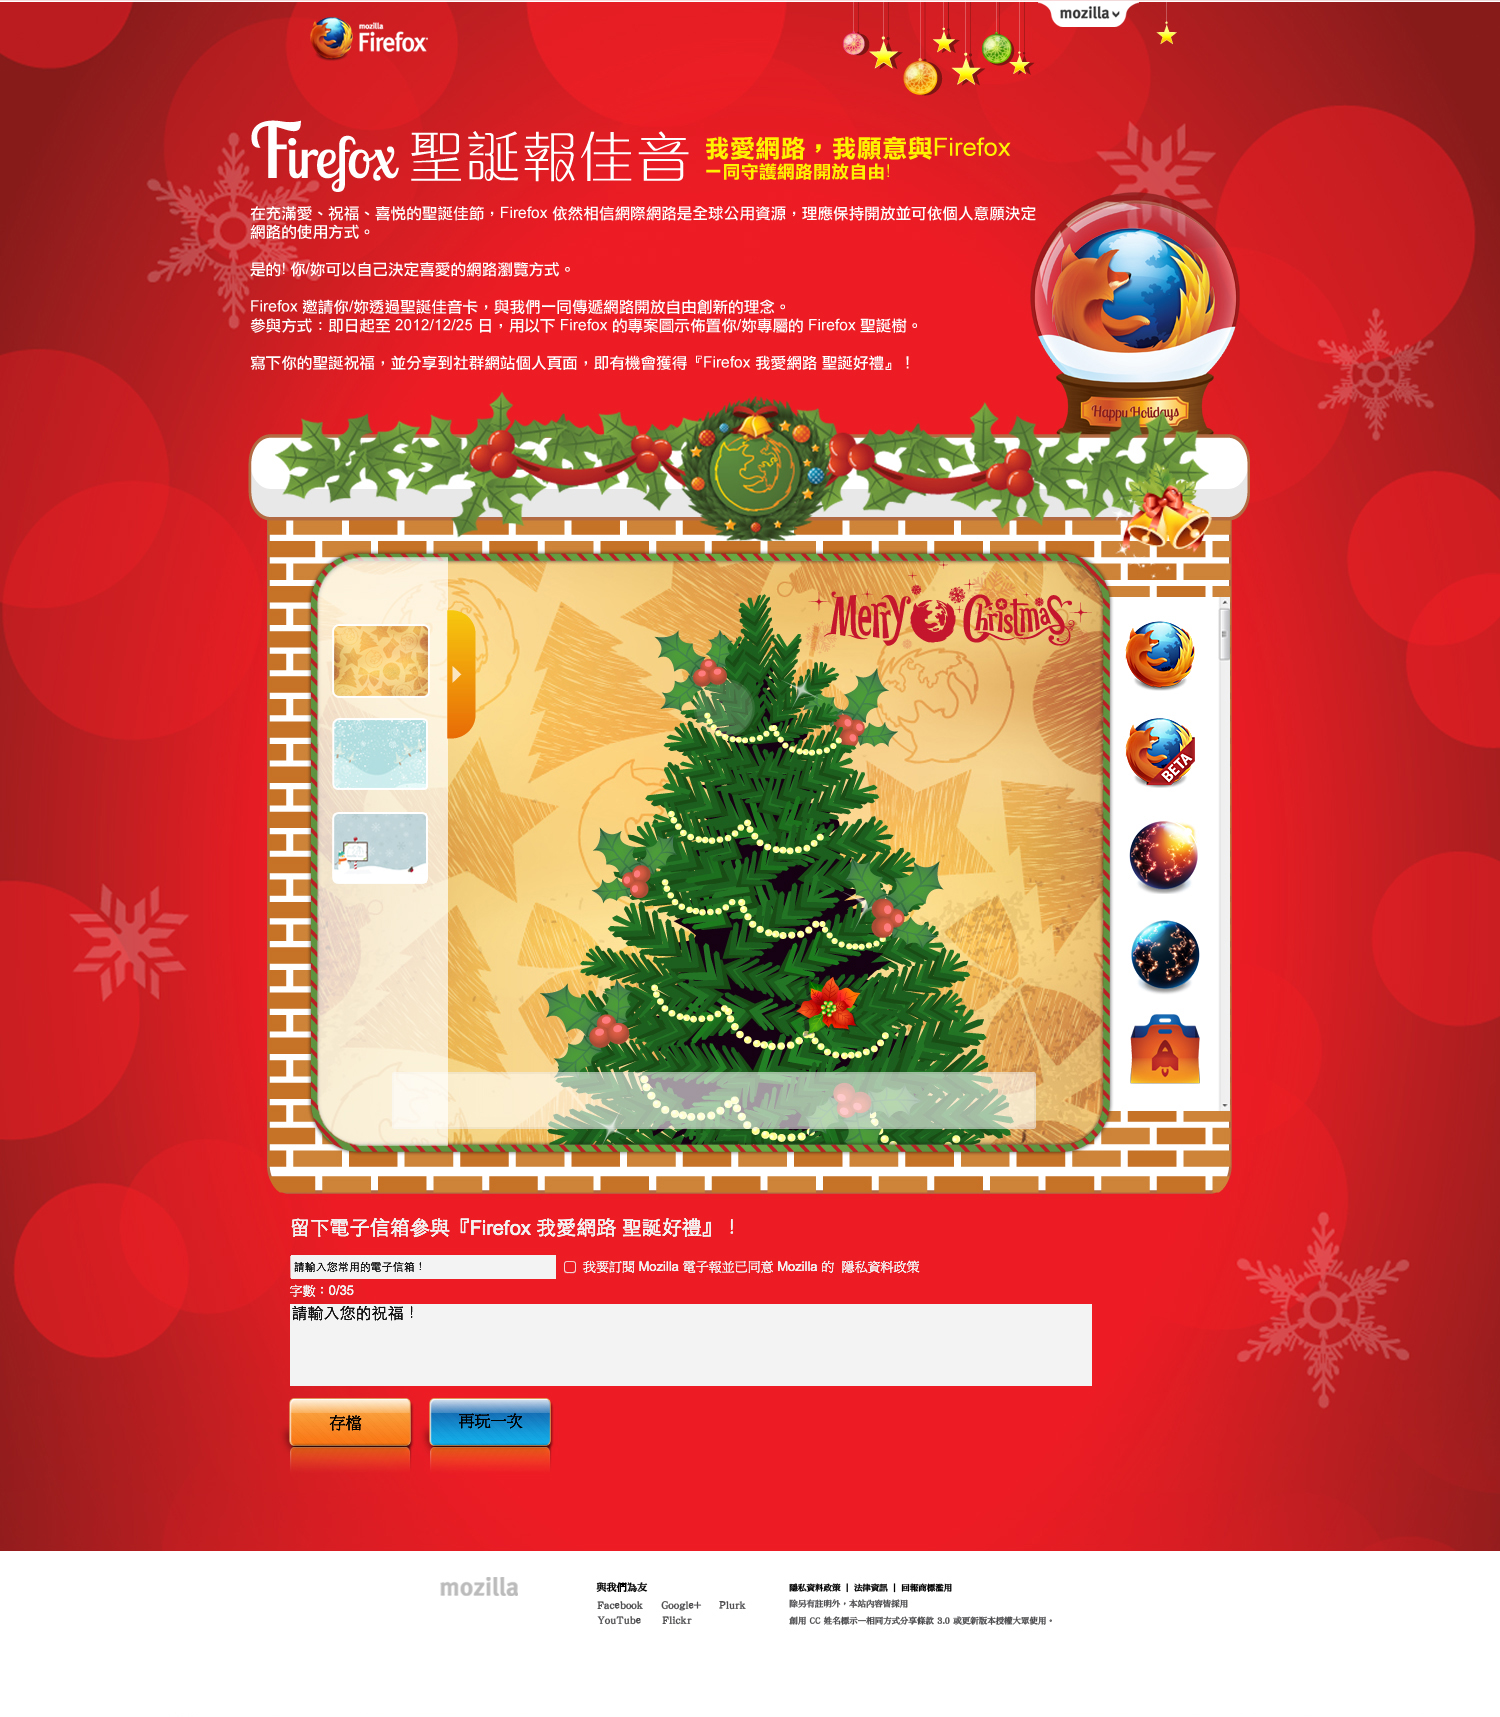 mozilla
Firefox
mozilla
Firefox 聖誕報佳音
我愛網路，我願意與Firefox
一同守護網路開放自由!
在充滿愛、祝福、喜悅的聖誕佳節，Firefox 依然相信網際網路是全球公用資源，理應保持開放並可依個人意願決定
網路的使用方式。
是的! 你/妳可以自己決定喜愛的網路瀏覽方式。
Firefox 邀請你/妳透過聖誕佳音卡，與我們一同傳遞網路開放自由創新的理念。
參與方式：即日起至 2012/12/25 日，用以下 Firefox 的專案圖示佈置你/妳專屬的 Firefox 聖誕樹。
寫下你的聖誕祝福，並分享到社群網站個人頁面，即有機會獲得『Firefox 我愛網路 聖誕好禮』！
Happy Holidays
Merry Christmas
BETA
留下電子信箱參與『Firefox 我愛網路 聖誕好禮』！
請輸入您常用的電子信箱！
我要訂閱 Mozilla 電子報並已同意 Mozilla 的 隱私資料政策
字數：0/35
請輸入您的祝福！
存檔
再玩一次
mozilla
與我們為友
Facebook Google+ Plurk
YouTube Flickr
隱私資料政策 | 法律資訊 | 回報商標濫用
除另有註明外，本站內容皆採用
創用 CC 姓名標示—相同方式分享條款 3.0 或更新版本授權大眾使用。